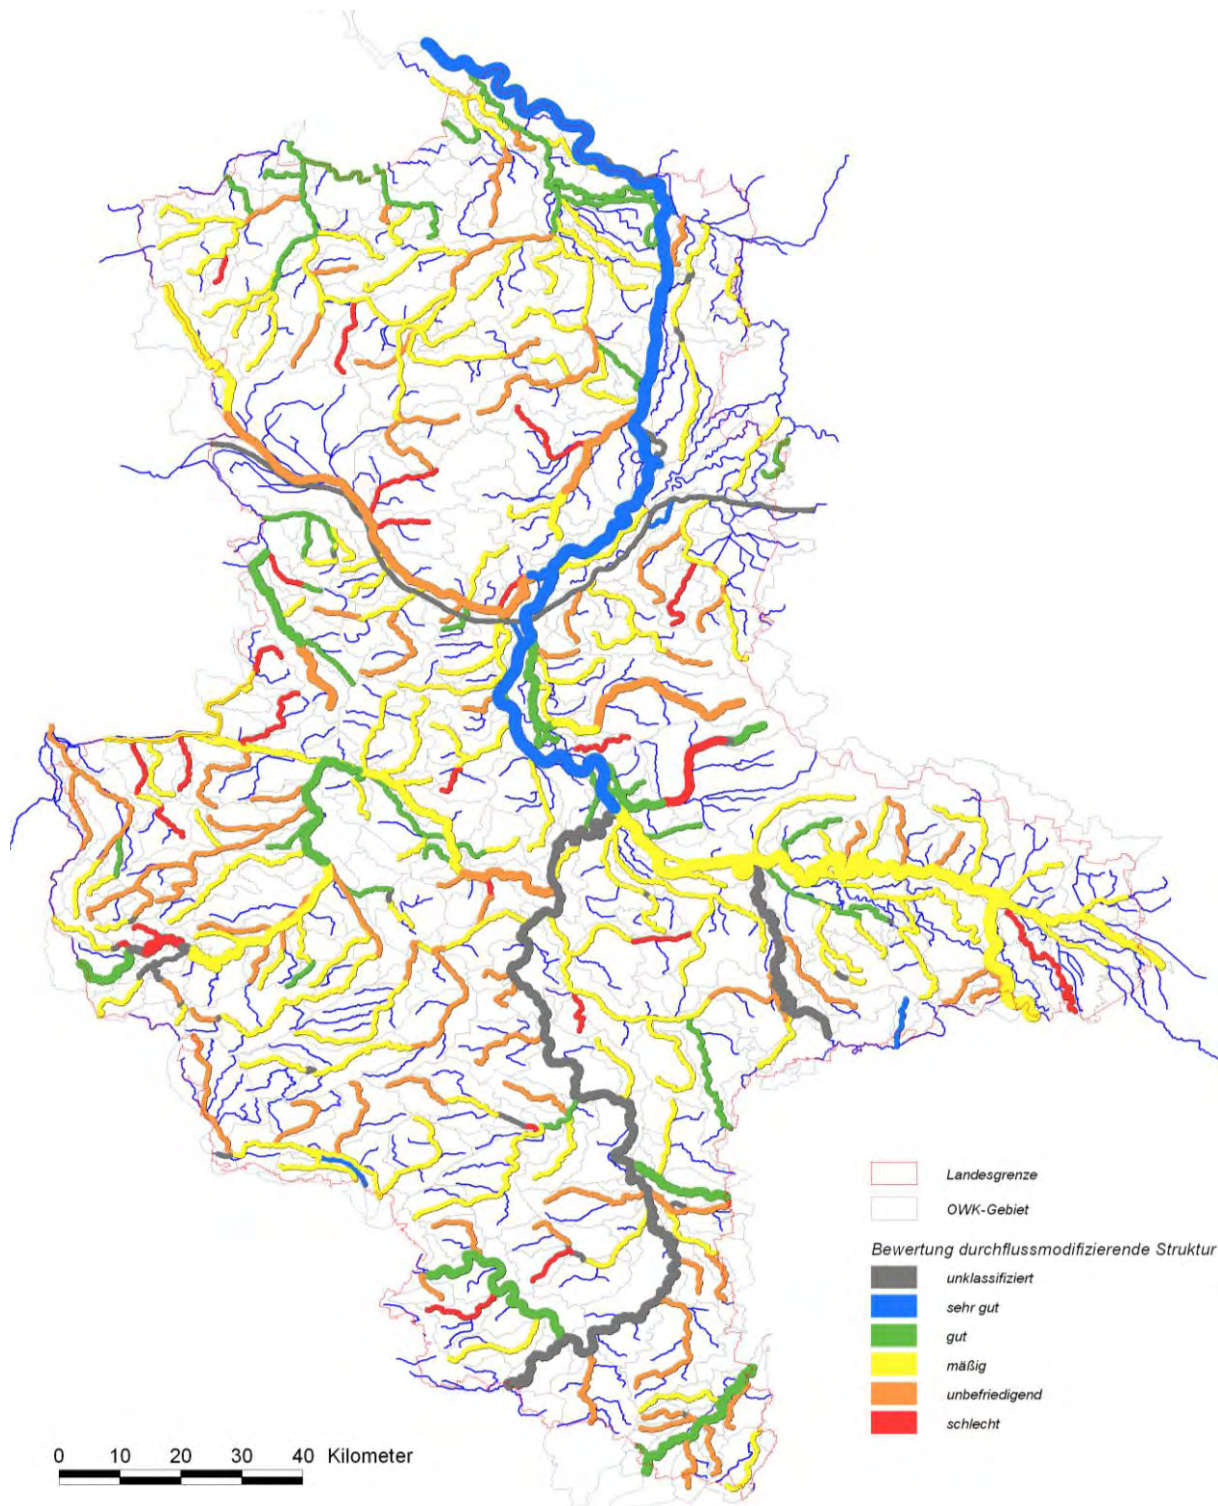 Landesgrenze
OWK-Gebiet
Bewertung durchflussmodifizierende Struktur
unklassifiziert
sehr gut
gut
mäßig
unbefriedigend
schlecht
0 10 20 30 40 Kilometer